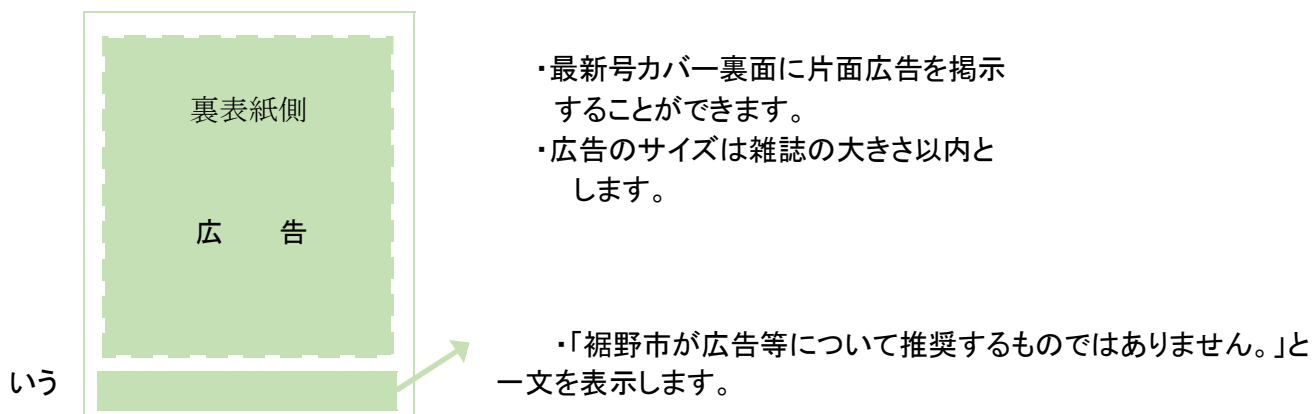 裏表紙側
広　　告
・最新号カバー裏面に片面広告を掲示
することができます。
・広告のサイズは雑誌の大きさ以内と
します。
・「裾野市が広告等について推奨するものではありません。」と
いう
一文を表示します。